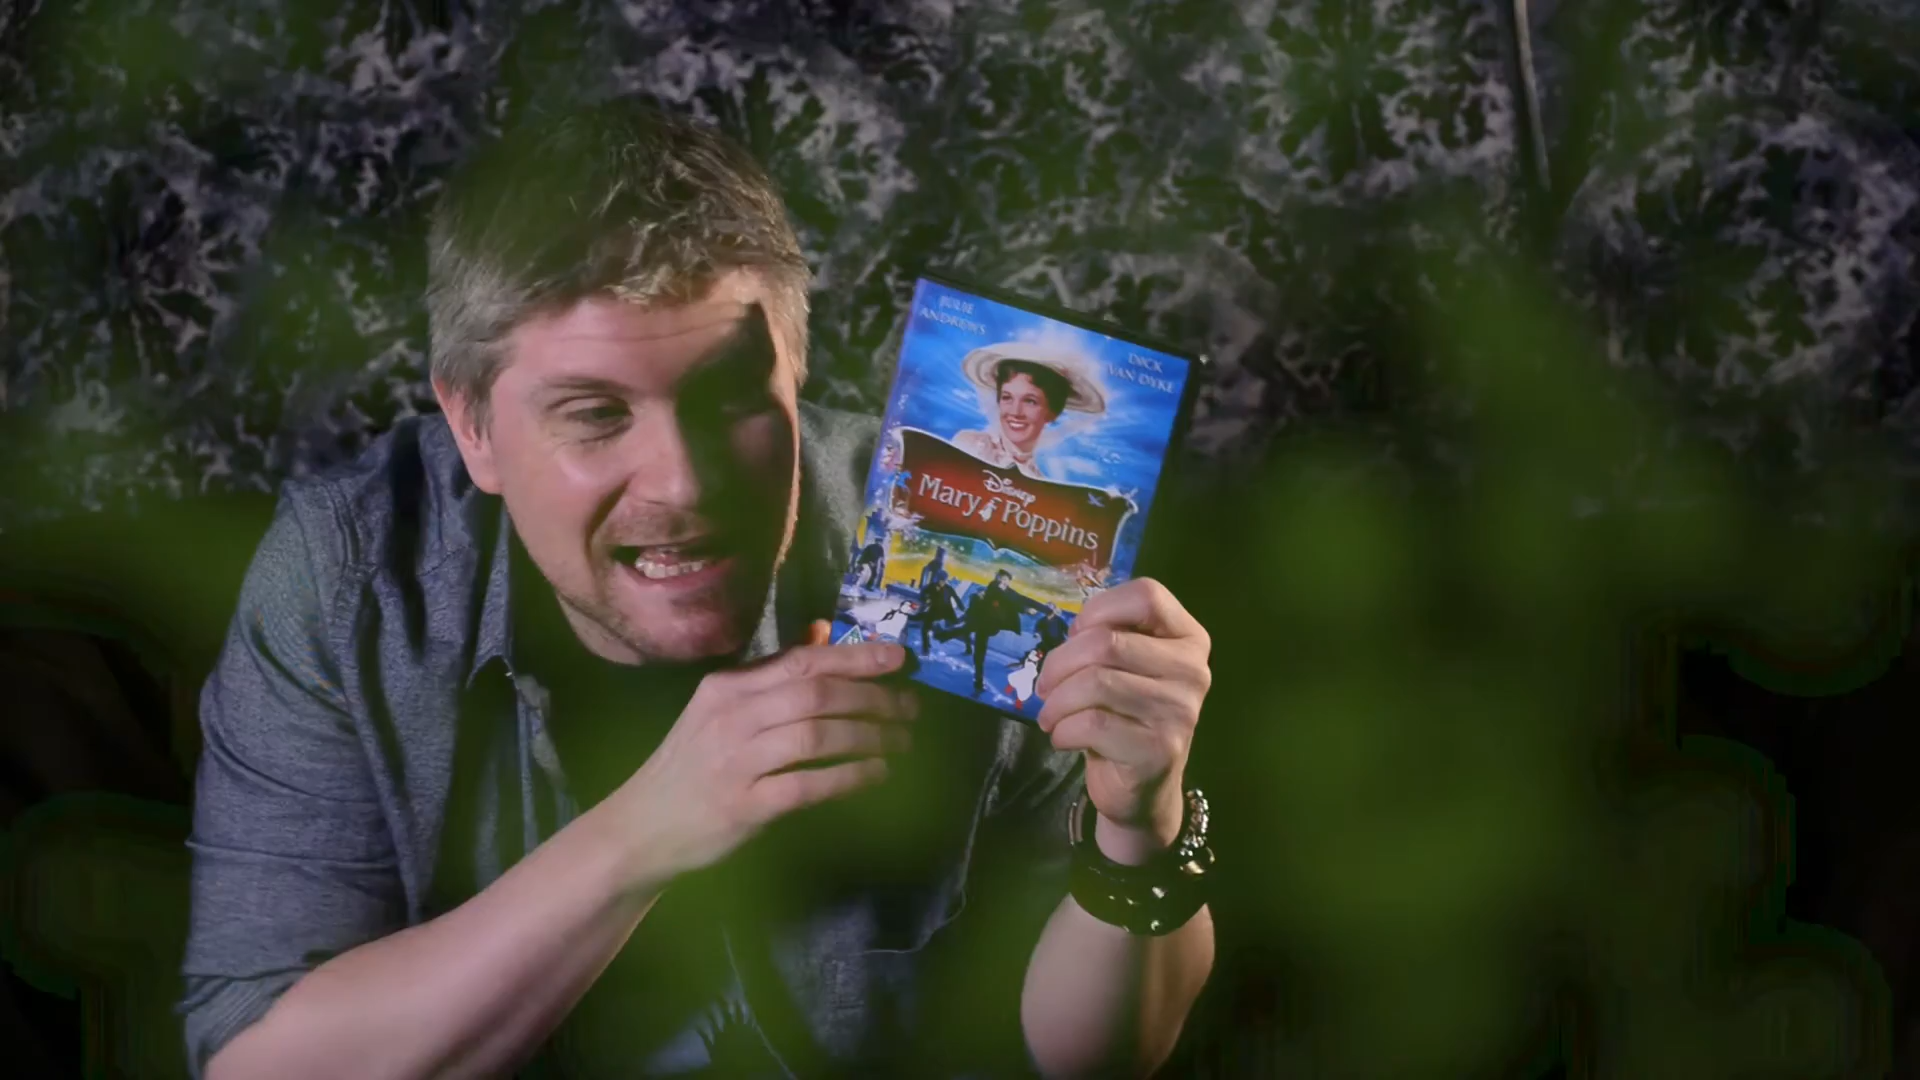 JULIE
ANDREWS
DICK
VAN DYKE
Disney
Mary Poppins